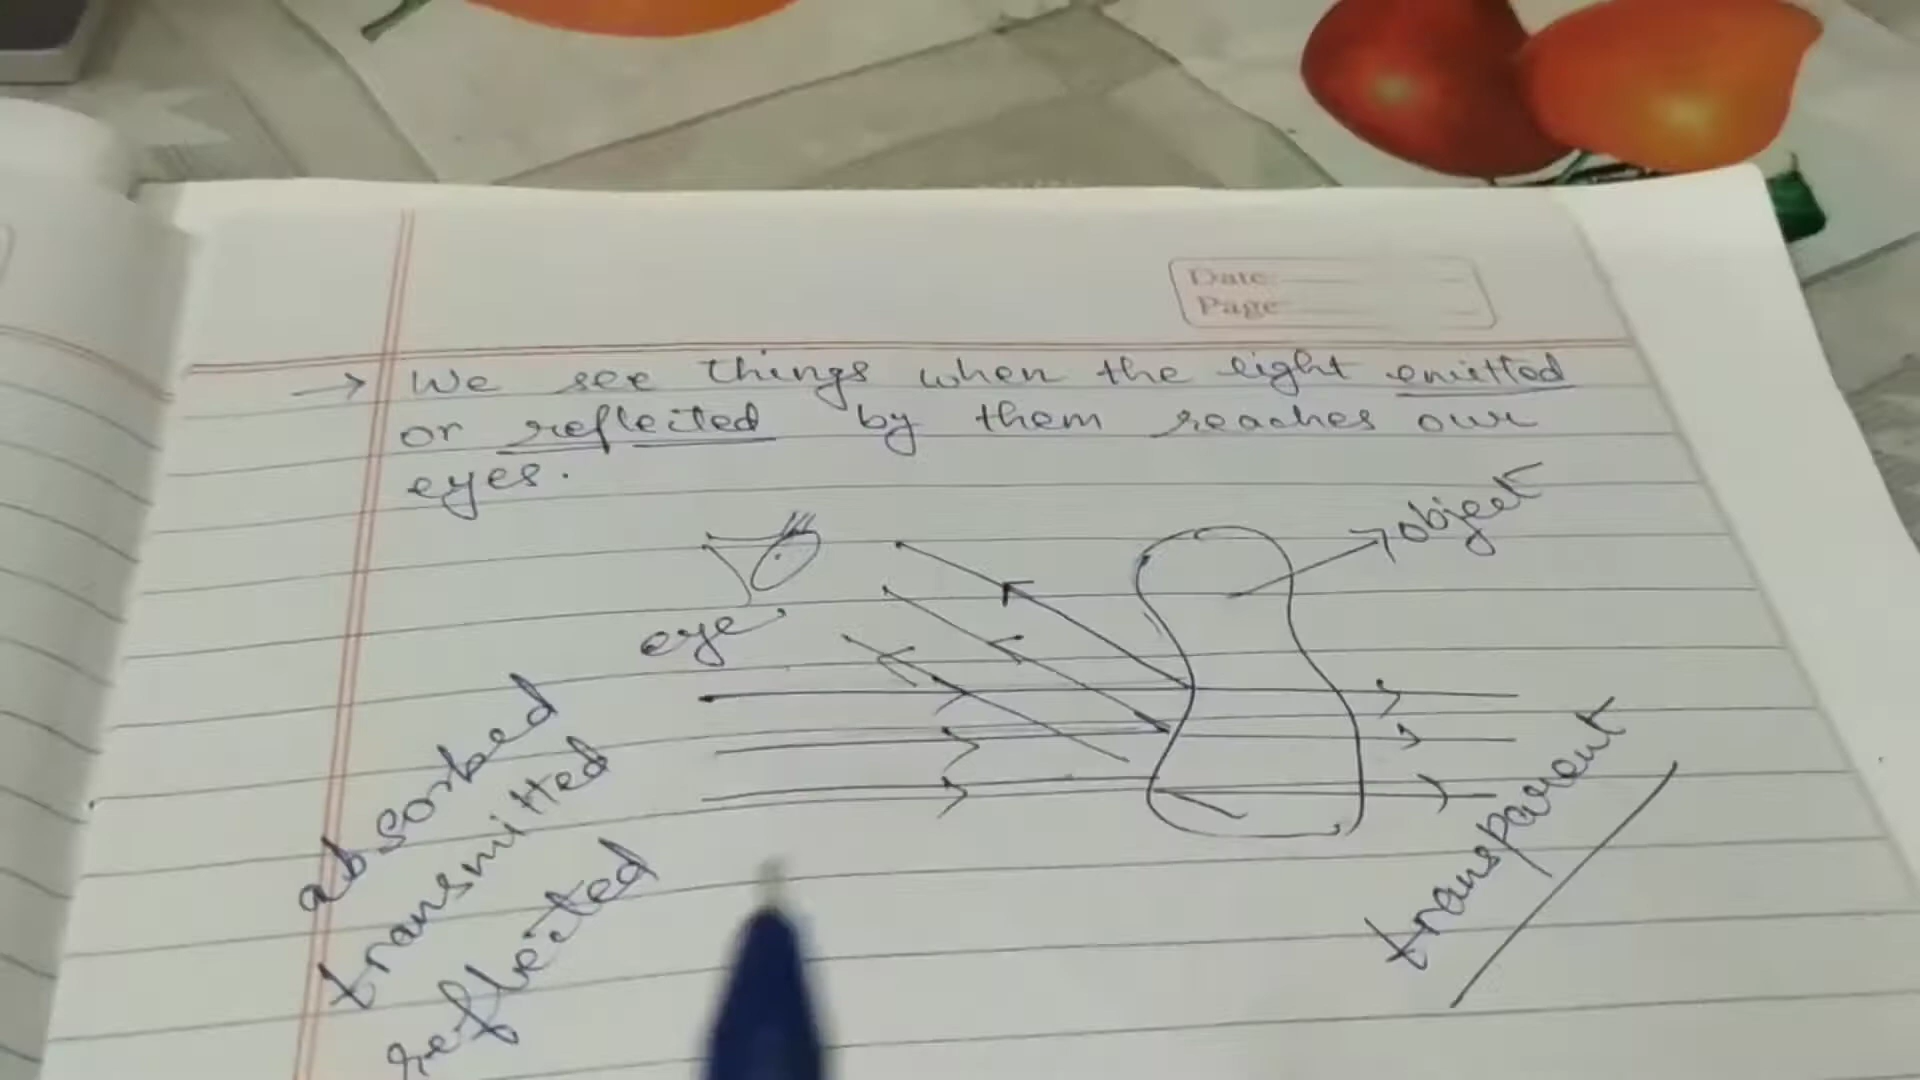 Date
Page
→ We see things when the light emitted
or reflected by them reaches our
eyes.
object
eye
absorbed
transmitted
reflected
transparent